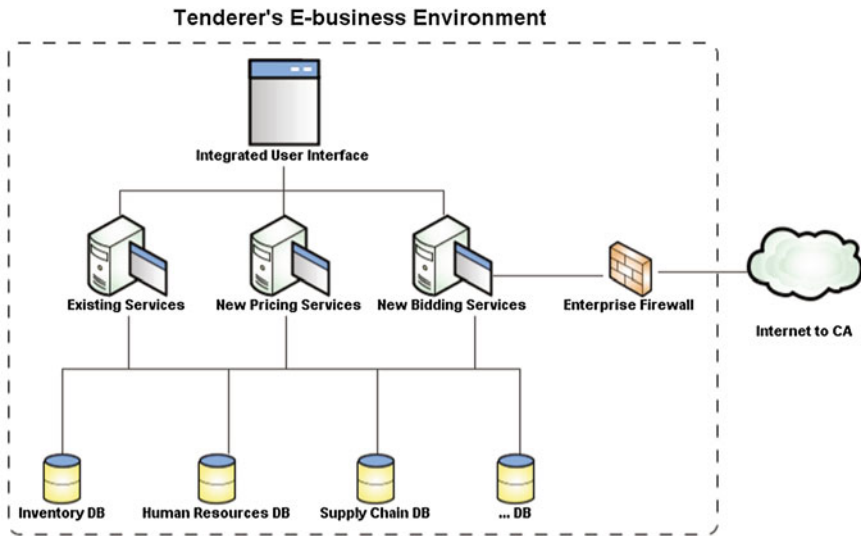 Tenderer's E-business Environment
Integrated User Interface
Existing Services
New Pricing Services
New Bidding Services
Enterprise Firewall
Internet to CA
Inventory DB
Human Resources DB
Supply Chain DB
... DB